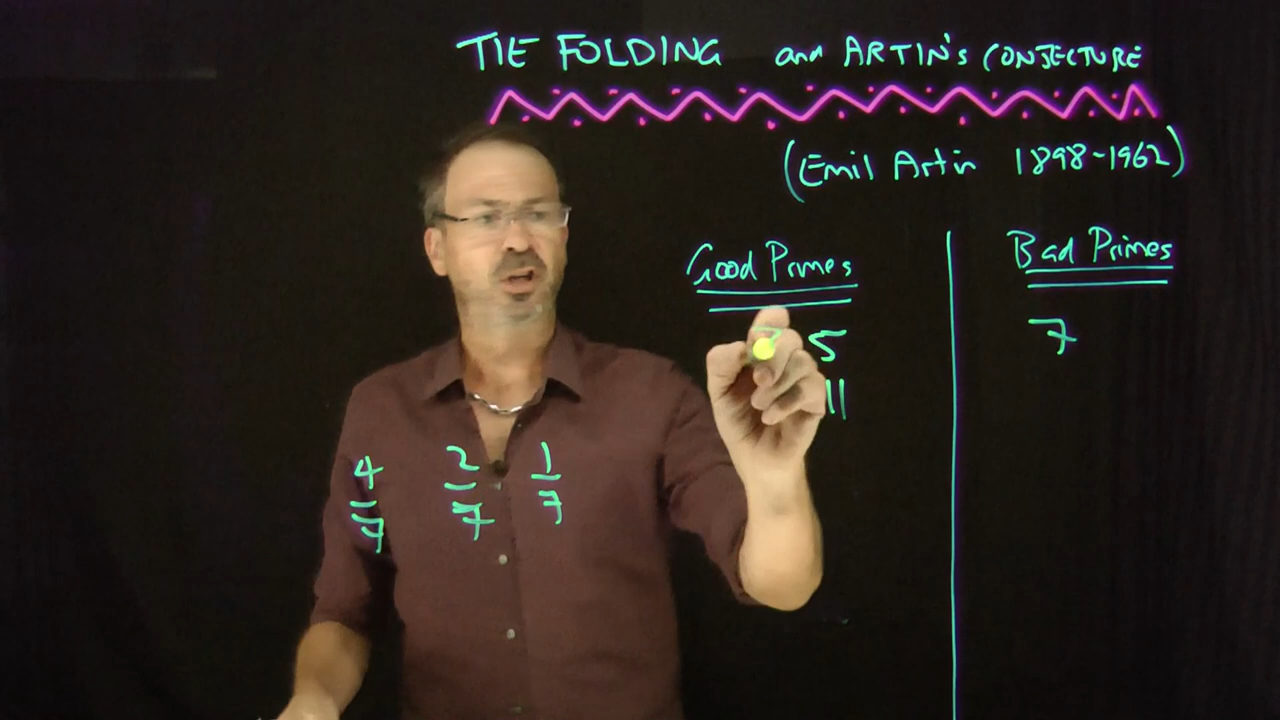 TIE FOLDING and ARTIN's CONJECTURE
(Emil Artin 1898-1962)
Good Primes
Bad Primes
5
7
11
4/7 2/7 1/7